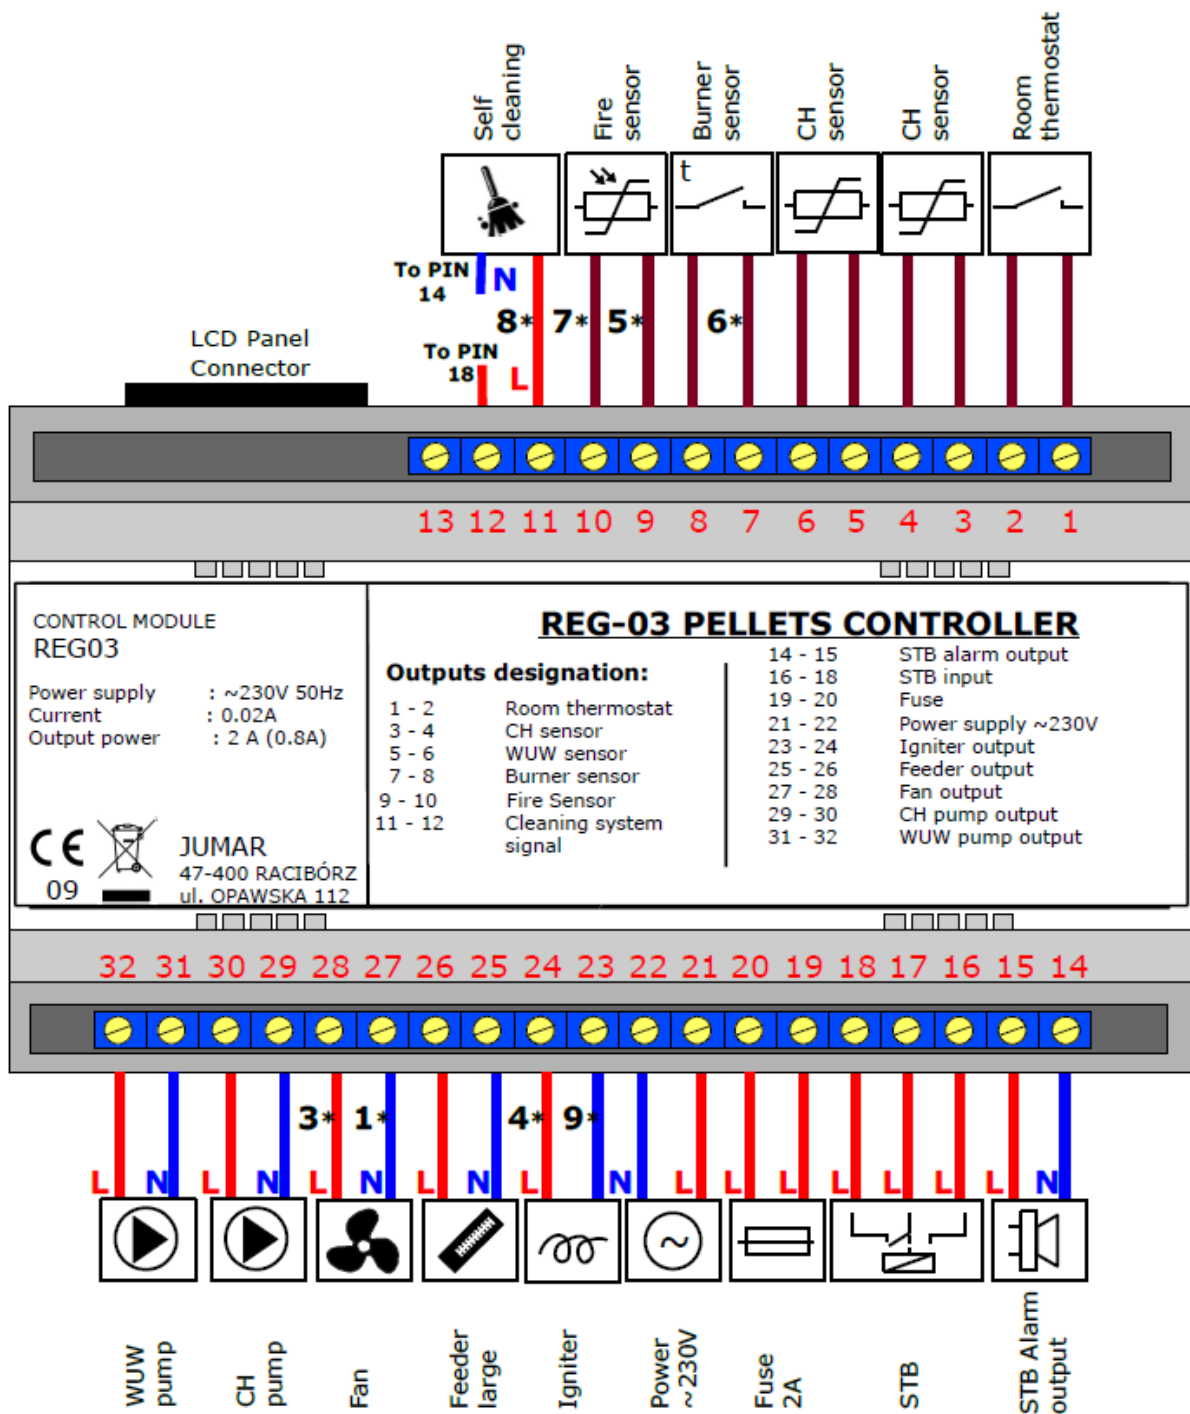 Self
cleaning
Fire
sensor
Burner
sensor
CH
sensor
CH
sensor
Room
thermostat
t
To PIN
14
N
8* 7* 5* 6*
To PIN
18
L
LCD Panel
Connector
13 12 11 10 9 8 7 6 5 4 3 2 1
CONTROL MODULE
REG03
Power supply : ~230V 50Hz
Current : 0.02A
Output power : 2 A (0.8A)
CE
09
JUMAR
47-400 RACIBÓRZ
ul. OPAWSKA 112
REG-03 PELLETS CONTROLLER
Outputs designation:
1 - 2 Room thermostat
3 - 4 CH sensor
5 - 6 WUW sensor
7 - 8 Burner sensor
9 - 10 Fire Sensor
11 - 12 Cleaning system
signal
14 - 15 STB alarm output
16 - 18 STB input
19 - 20 Fuse
21 - 22 Power supply ~230V
23 - 24 Igniter output
25 - 26 Feeder output
27 - 28 Fan output
29 - 30 CH pump output
31 - 32 WUW pump output
32 31 30 29 28 27 26 25 24 23 22 21 20 19 18 17 16 15 14
3* 1* 4* 9*
L N L N L N L N L N L L L L L L L N
~
WUW
pump
CH
pump
Fan
Feeder
large
Igniter
Power
~230V
Fuse
2A
STB
STB Alarm
output